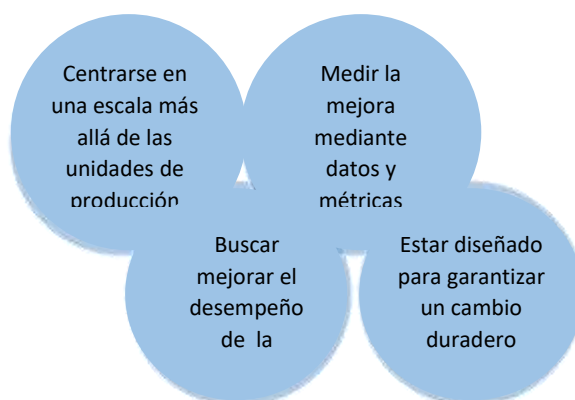 Centrarse en
una escala más
allá de las
unidades de
producción
Medir la
mejora
mediante
datos y
métricas
Buscar
mejorar el
desempeño
de la
Estar diseñado
para garantizar
un cambio
duradero